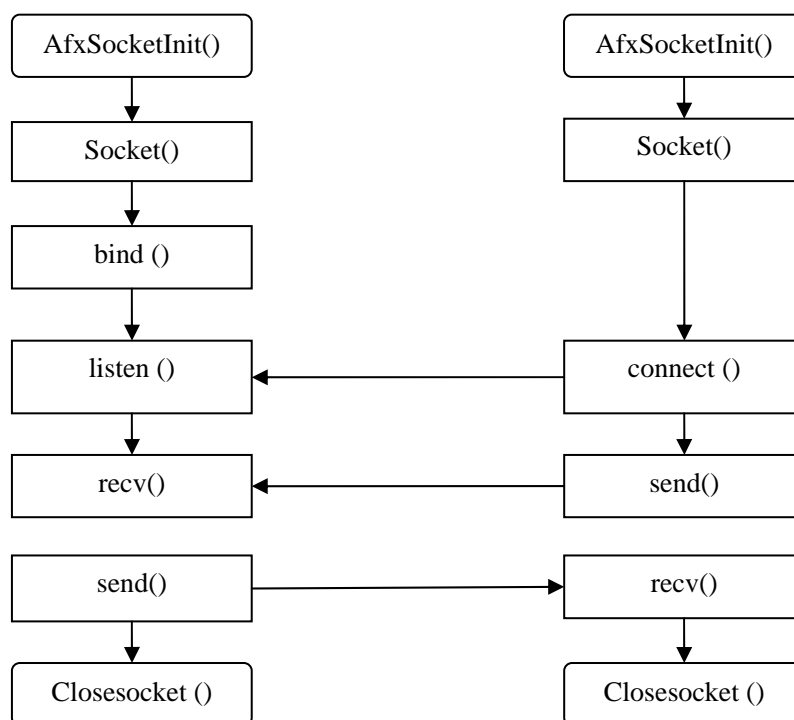 AfxSocketInit()
AfxSocketInit()
Socket()
Socket()
bind ()
listen ()
connect ()
recv()
send()
send()
recv()
Closesocket ()
Closesocket ()